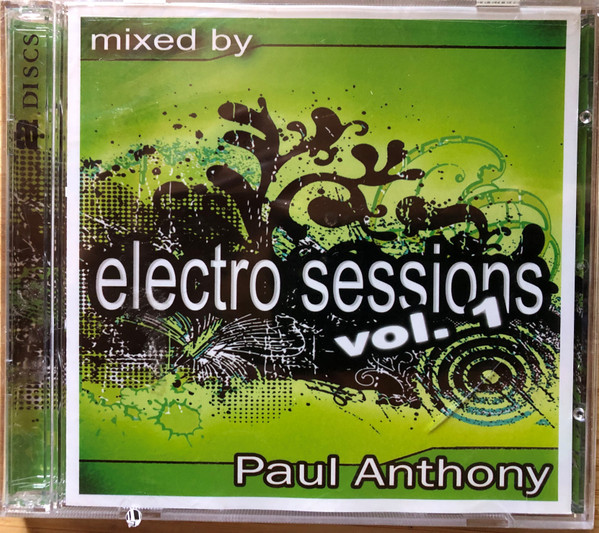 mixed by
2 DISCS
electro sessions
vol. 1
Paul Anthony